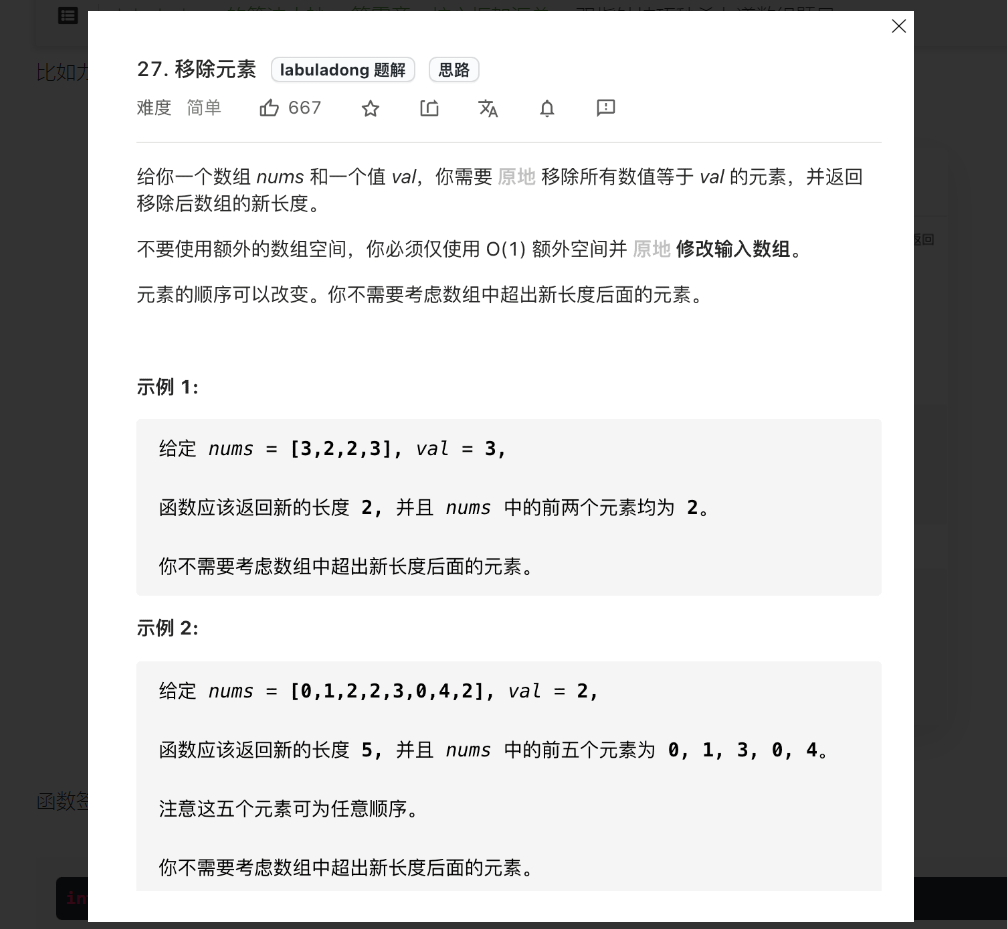 27. 移除元素 labuladong 题解 思路
难度 简单 667
比如
给你一个数组 nums 和一个值 val，你需要 原地 移除所有数值等于 val 的元素，并返回
移除后数组的新长度。
返回
不要使用额外的数组空间，你必须仅使用 O(1) 额外空间并 原地 修改输入数组。
元素的顺序可以改变。你不需要考虑数组中超出新长度后面的元素。
示例 1:
给定 nums = [3,2,2,3], val = 3,
函数应该返回新的长度 2, 并且 nums 中的前两个元素均为 2。
你不需要考虑数组中超出新长度后面的元素。
示例 2:
给定 nums = [0,1,2,2,3,0,4,2], val = 2,
函数应该返回新的长度 5, 并且 nums 中的前五个元素为 0, 1, 3, 0, 4。
注意这五个元素可为任意顺序。
函数签
你不需要考虑数组中超出新长度后面的元素。
in